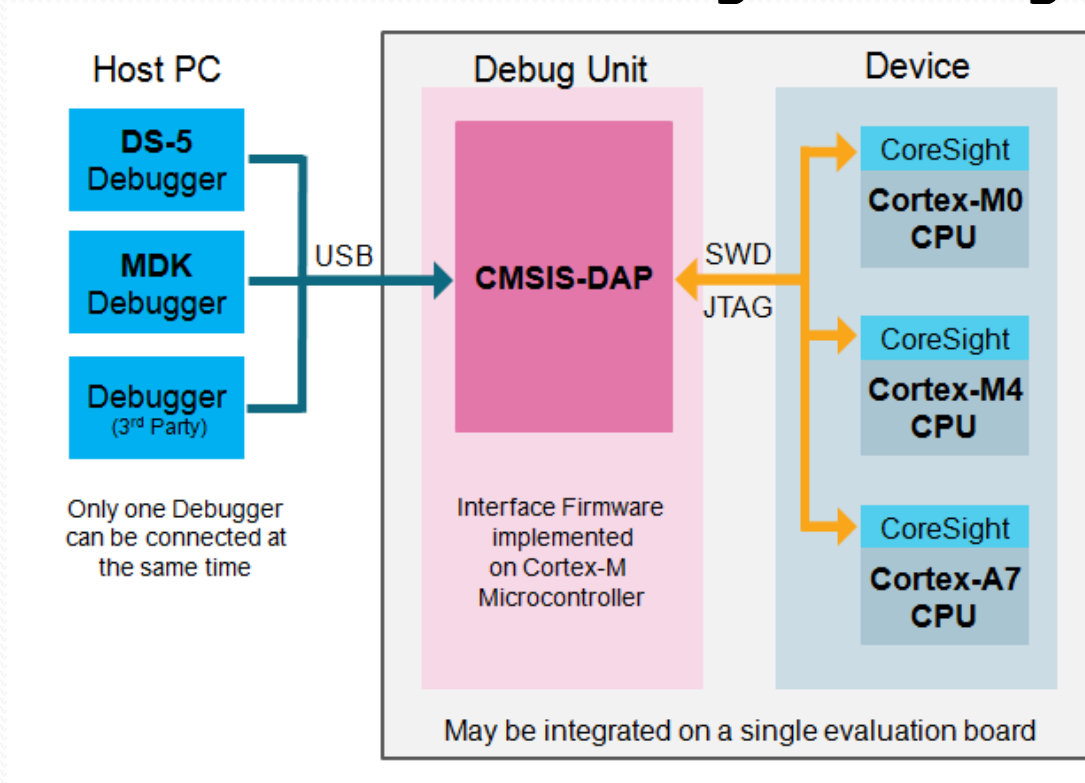 Host PC
DS-5
Debugger
MDK
Debugger
Debugger
(3rd Party)
Only one Debugger
can be connected at
the same time
USB
Debug Unit
CMSIS-DAP
Interface Firmware
implemented
on Cortex-M
Microcontroller
SWD
JTAG
Device
CoreSight
Cortex-M0
CPU
CoreSight
Cortex-M4
CPU
CoreSight
Cortex-A7
CPU
May be integrated on a single evaluation board